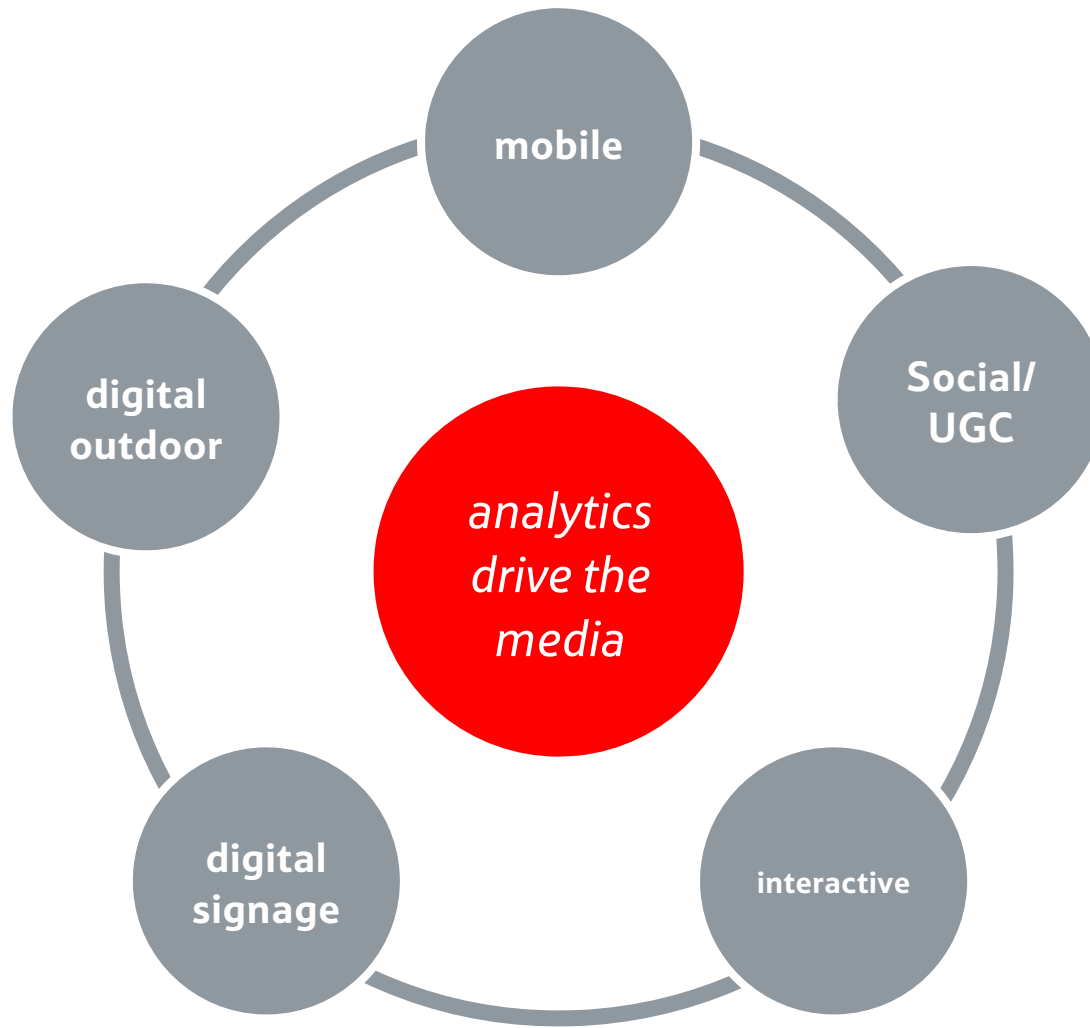 mobile
Social/
UGC
digital
outdoor
analytics
drive the
media
digital
signage
interactive